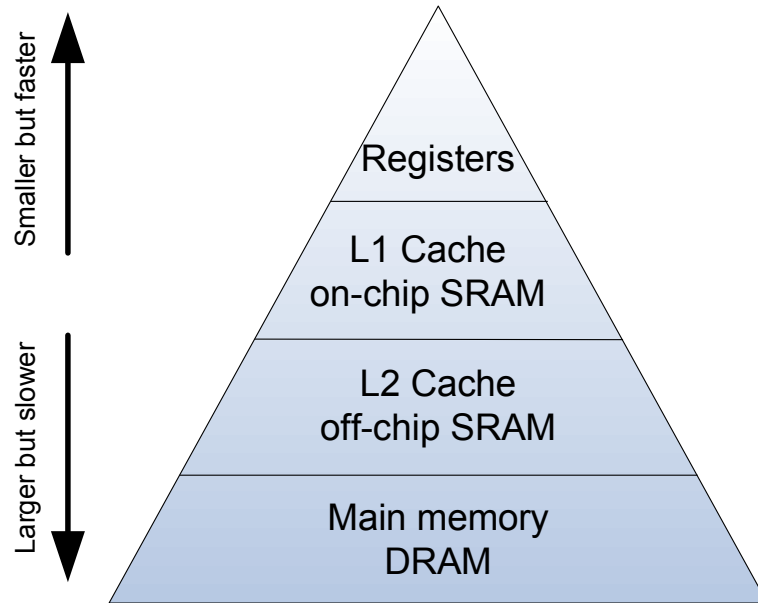 Smaller but faster
Larger but slower
Registers
L1 Cache
on-chip SRAM
L2 Cache
off-chip SRAM
Main memory
DRAM